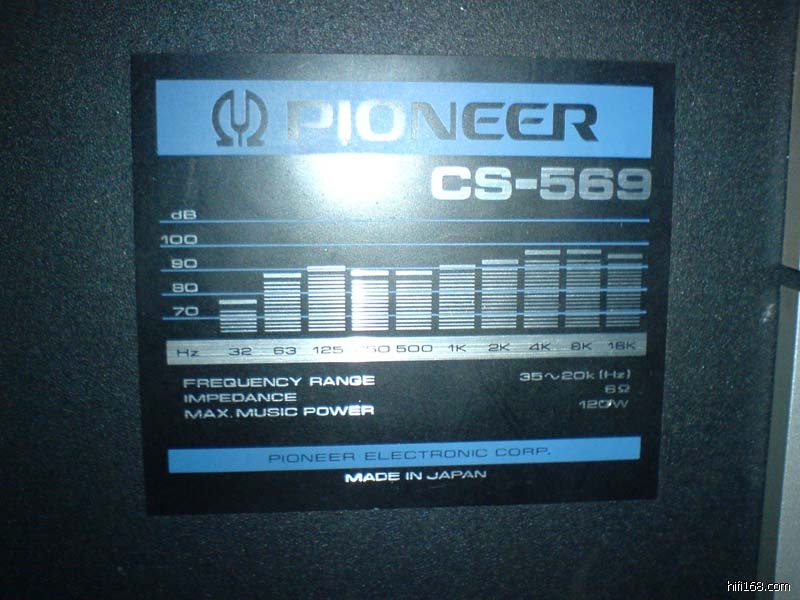 PIONEER
CS-569
dB
100
90
80
70
Hz 32 63 125 50 500 1K 2K 4K 8K 16K
FREQUENCY RANGE 35~20k (Hz)
IMPEDANCE 6Ω
MAX. MUSIC POWER 120W
PIONEER ELECTRONIC CORP.
MADE IN JAPAN
hifi168.com